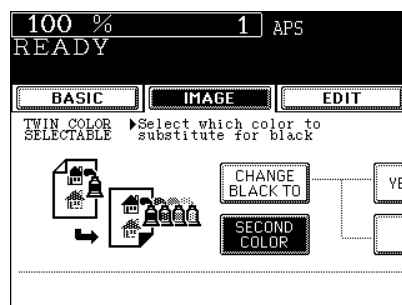 100 % 1 APS
READY
BASIC IMAGE EDIT
TWIN COLOR
SELECTABLE
Select which color to
substitute for black
CHANGE
BLACK TO
YE
SECOND
COLOR